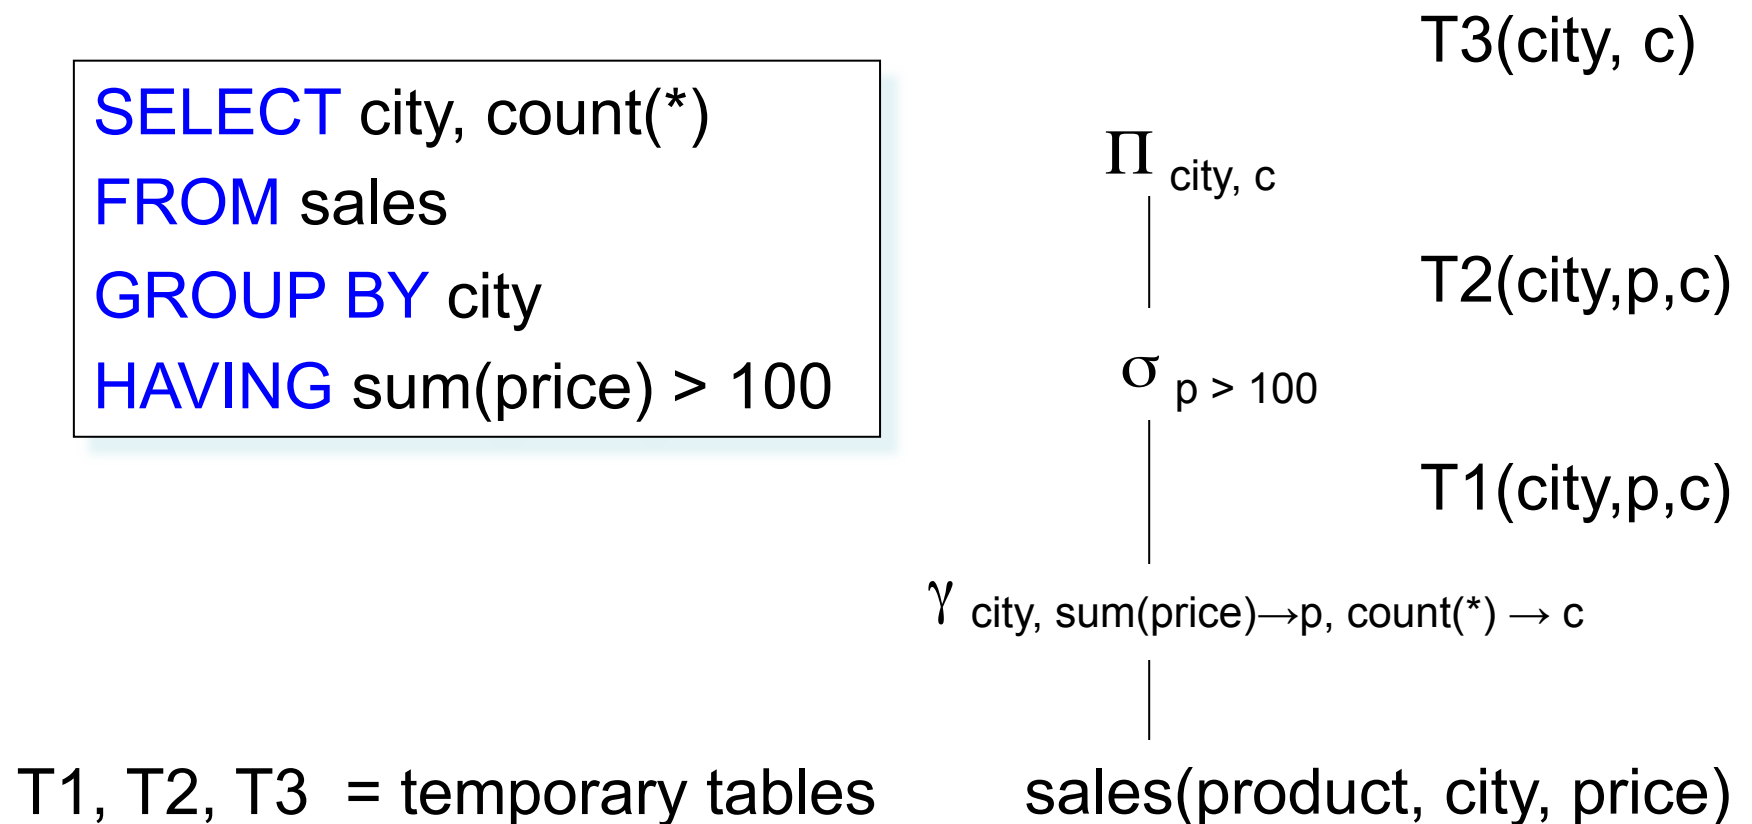 SELECT city, count(*)
FROM sales
GROUP BY city
HAVING sum(price) > 100
T3(city, c)
Π city, c
T2(city,p,c)
σ p > 100
T1(city,p,c)
γ city, sum(price)→p, count(*) → c
T1, T2, T3 = temporary tables
sales(product, city, price)